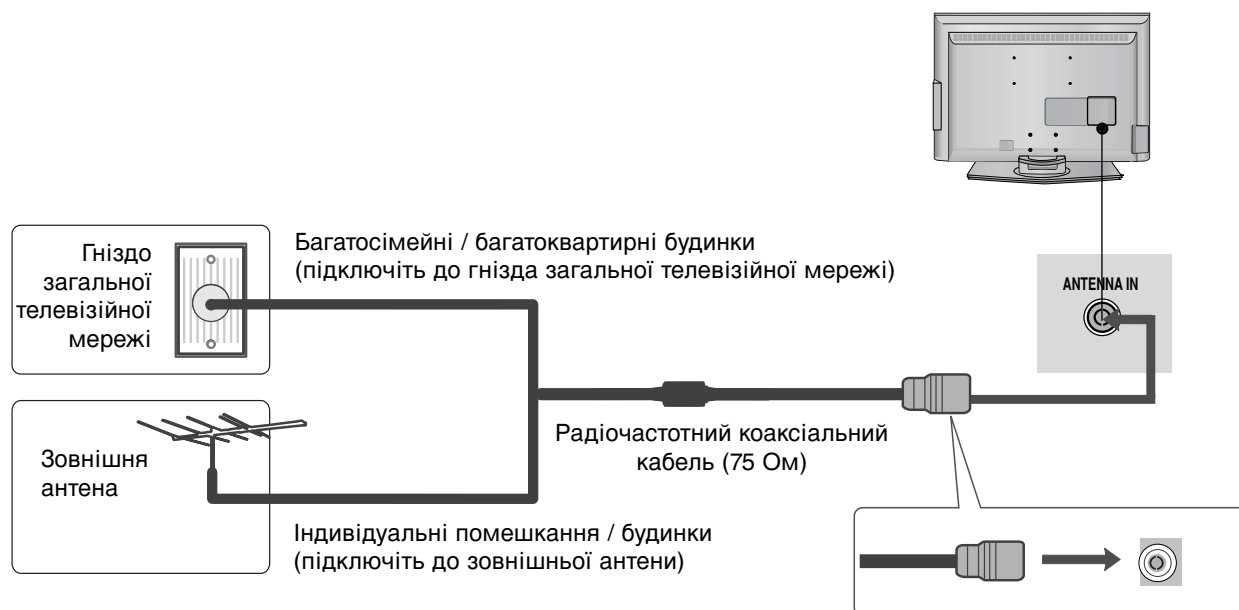 Гніздо
загальної
телевізійної
мережі
Багатосімейні / багатоквартирні будинки
(підключіть до гнізда загальної телевізійної мережі)
ANTENNA IN
Радіочастотний коаксіальний
кабель (75 Ом)
Зовнішня
антена
Індивідуальні помешкання / будинки
(підключіть до зовнішньої антени)